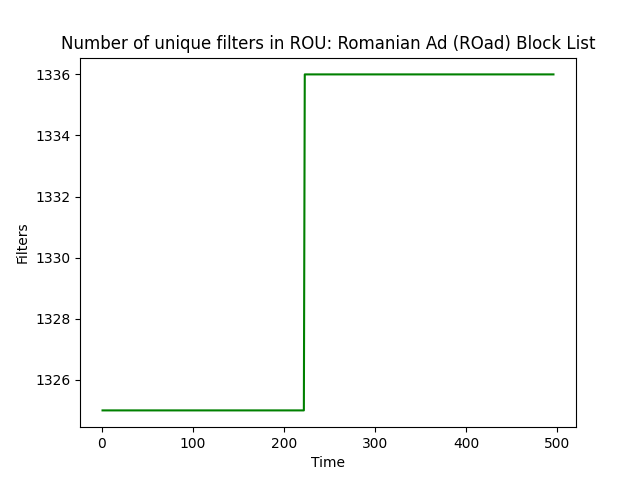 Number of unique filters in ROU: Romanian Ad (ROad) Block List
1336
1334
1332
1330
1328
1326
Filters
0 100 200 300 400 500
Time